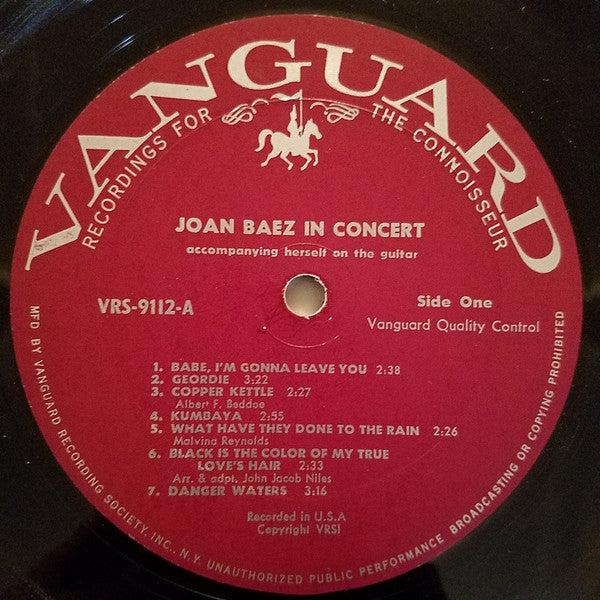 VANGUARD
RECORDINGS FOR THE CONNOISSEUR
JOAN BAEZ IN CONCERT
accompanying herself on the guitar
VRS-9112-A
Side One
Vanguard Quality Control
1. BABE, I'M GONNA LEAVE YOU 2:38
2. GEORDIE 3:22
3. COPPER KETTLE 2:27
Albert F. Beddoe
4. KUMBAYA 2:55
5. WHAT HAVE THEY DONE TO THE RAIN 2:26
Malvina Reynolds
6. BLACK IS THE COLOR OF MY TRUE
LOVE'S HAIR 2:33
Arr. & adpt. John Jacob Niles
7. DANGER WATERS 3:16
Recorded in U.S.A
Copyright VRSI
MFD BY VANGUARD RECORDING SOCIETY, INC., N.Y. UNAUTHORIZED PUBLIC PERFORMANCE BROADCASTING OR COPYING PROHIBITED